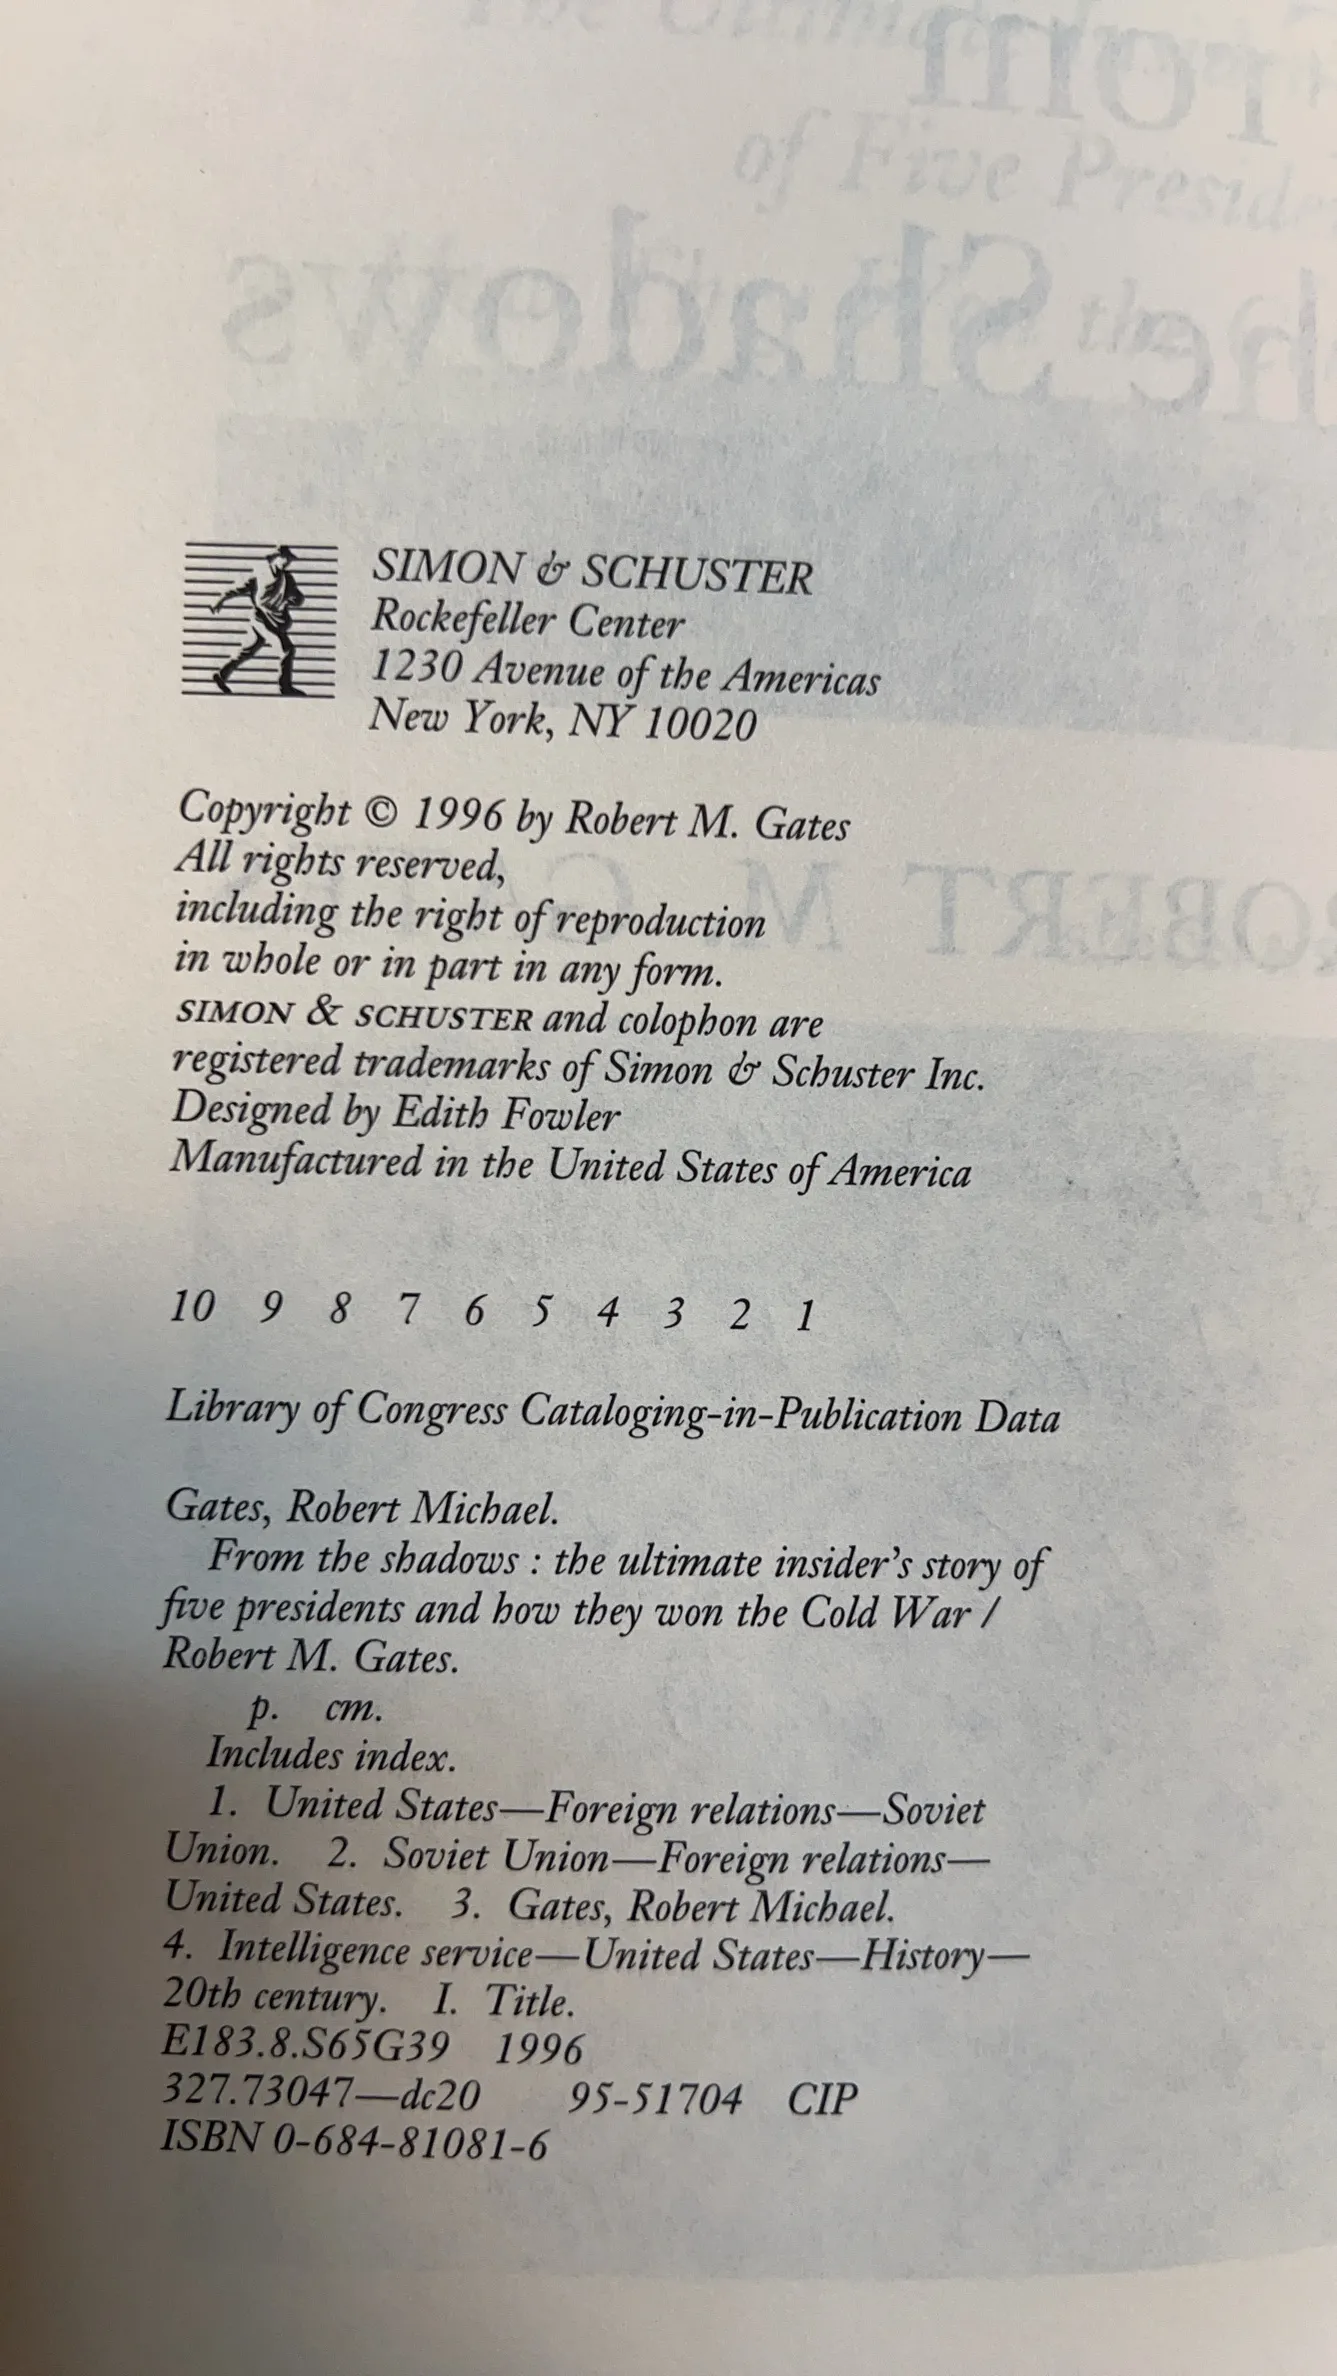 of Five Preside
the
SIMON & SCHUSTER
Rockefeller Center
1230 Avenue of the Americas
New York, NY 10020
Copyright © 1996 by Robert M. Gates
All rights reserved,
including the right of reproduction
in whole or in part in any form.
SIMON & SCHUSTER and colophon are
registered trademarks of Simon & Schuster Inc.
Designed by Edith Fowler
Manufactured in the United States of America
10 9 8 7 6 5 4 3 2 1
Library of Congress Cataloging-in-Publication Data
Gates, Robert Michael.
From the shadows : the ultimate insider's story of
five presidents and how they won the Cold War /
Robert M. Gates.
p. cm.
Includes index.
1. United States—Foreign relations—Soviet
Union. 2. Soviet Union—Foreign relations—
United States. 3. Gates, Robert Michael.
4. Intelligence service—United States—History—
20th century. I. Title.
E183.8.S65G39 1996
327.73047—dc20 95-51704 CIP
ISBN 0-684-81081-6